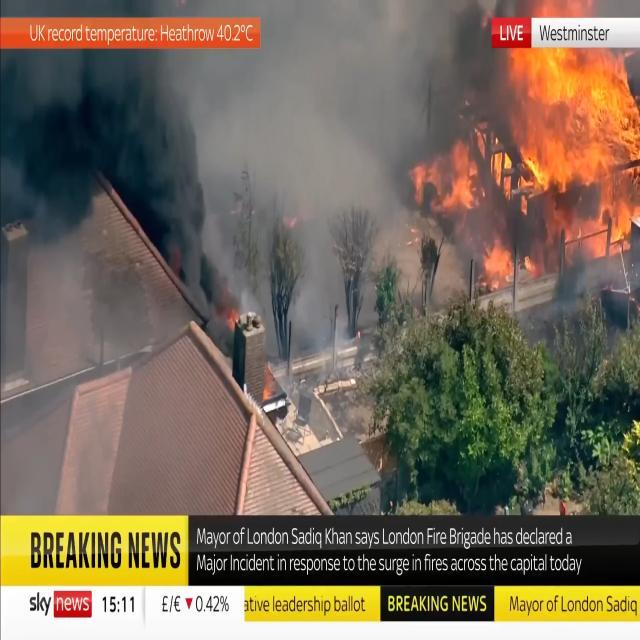 UK record temperature: Heathrow 40.2°C
LIVE Westminster
BREAKING NEWS
Mayor of London Sadiq Khan says London Fire Brigade has declared a
Major Incident in response to the surge in fires across the capital today
sky news 15:11 £/€ ▼0.42% ative leadership ballot BREAKING NEWS Mayor of London Sadiq